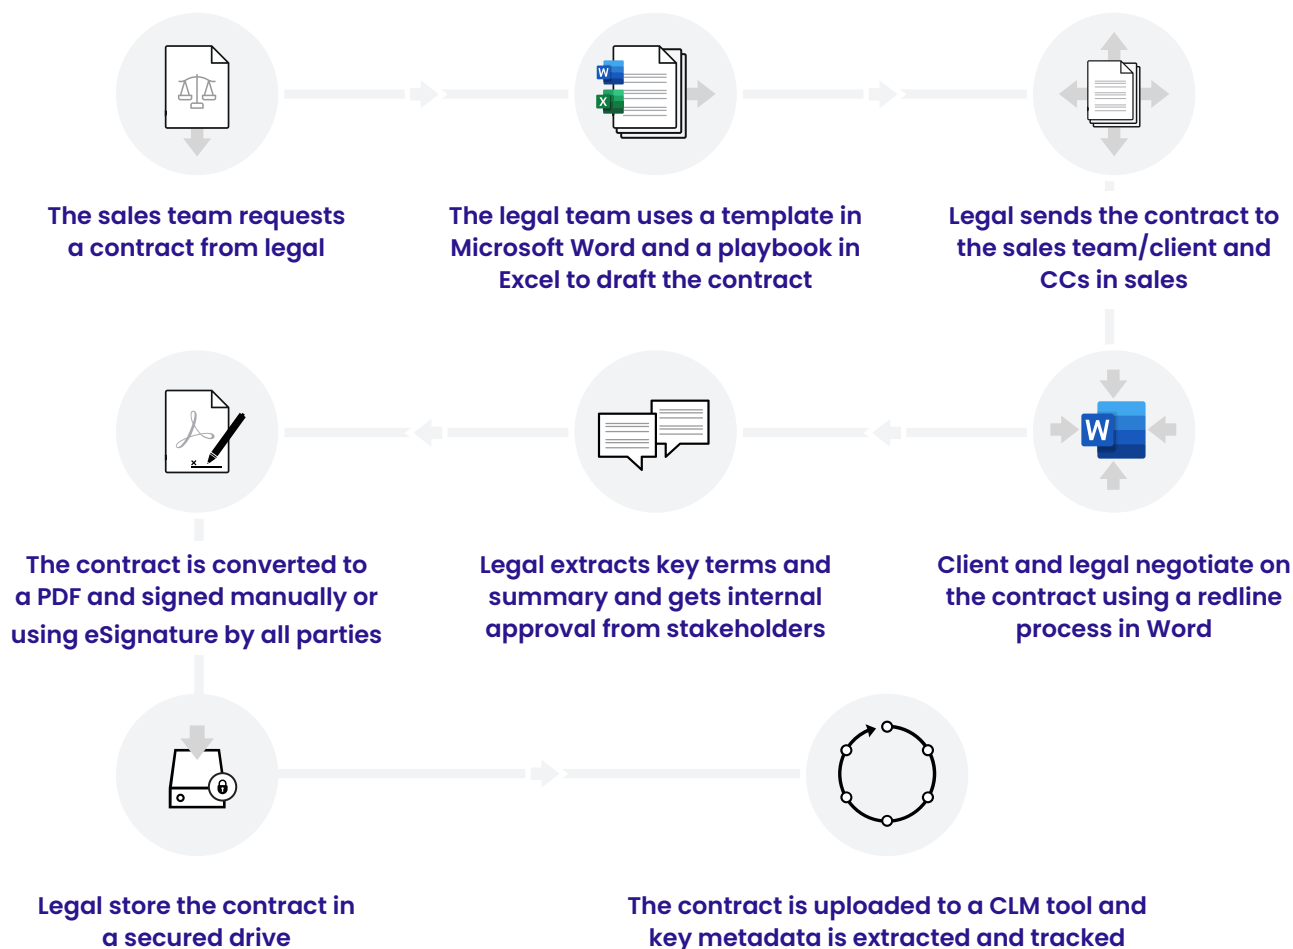 The sales team requests
a contract from legal
W
X
The legal team uses a template in
Microsoft Word and a playbook in
Excel to draft the contract
Legal sends the contract to
the sales team/client and
CCs in sales
W
Client and legal negotiate on
the contract using a redline
process in Word
Legal extracts key terms and
summary and gets internal
approval from stakeholders
x
The contract is converted to
a PDF and signed manually or
using eSignature by all parties
Legal store the contract in
a secured drive
The contract is uploaded to a CLM tool and
key metadata is extracted and tracked